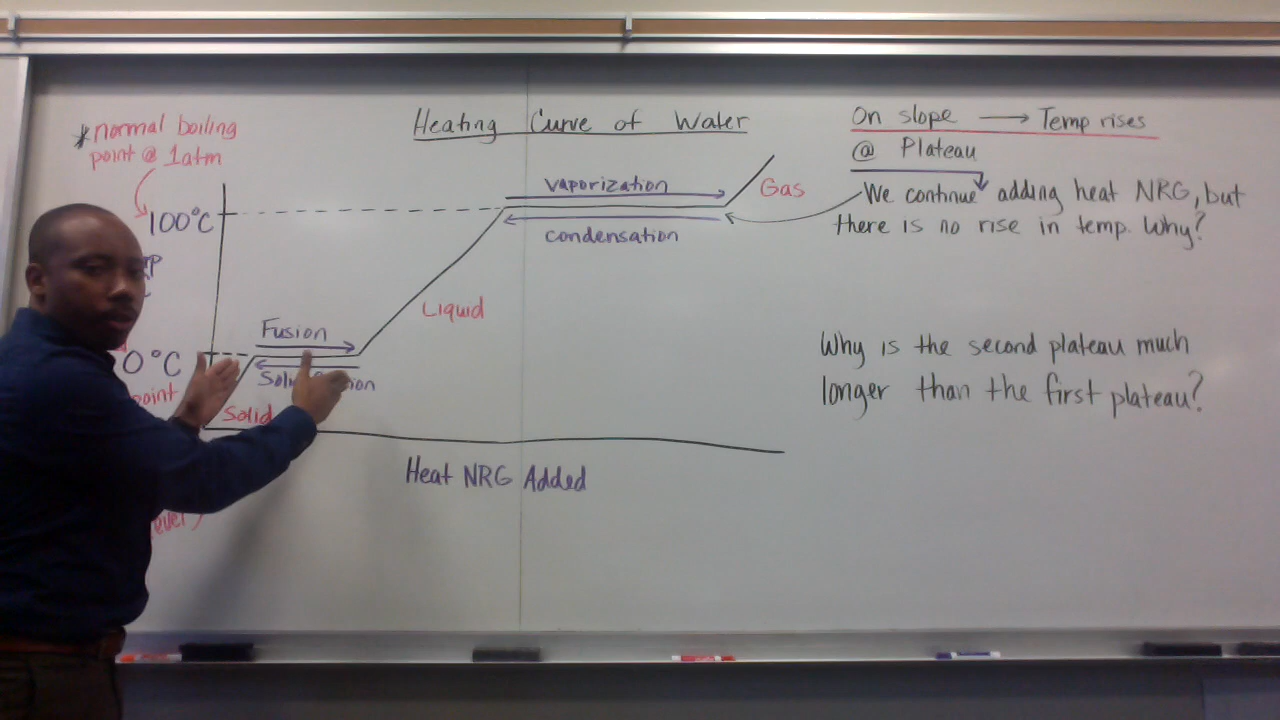 Heating Curve of Water
*normal boiling
point @ 1atm
100°C
0°C
point
Solid
Fusion
Liquid
vaporization
condensation
Gas
Heat NRG Added
On slope → Temp rises
@ Plateau
We continue adding heat NRG, but
there is no rise in temp. Why?
Why is the second plateau much
longer than the first plateau?